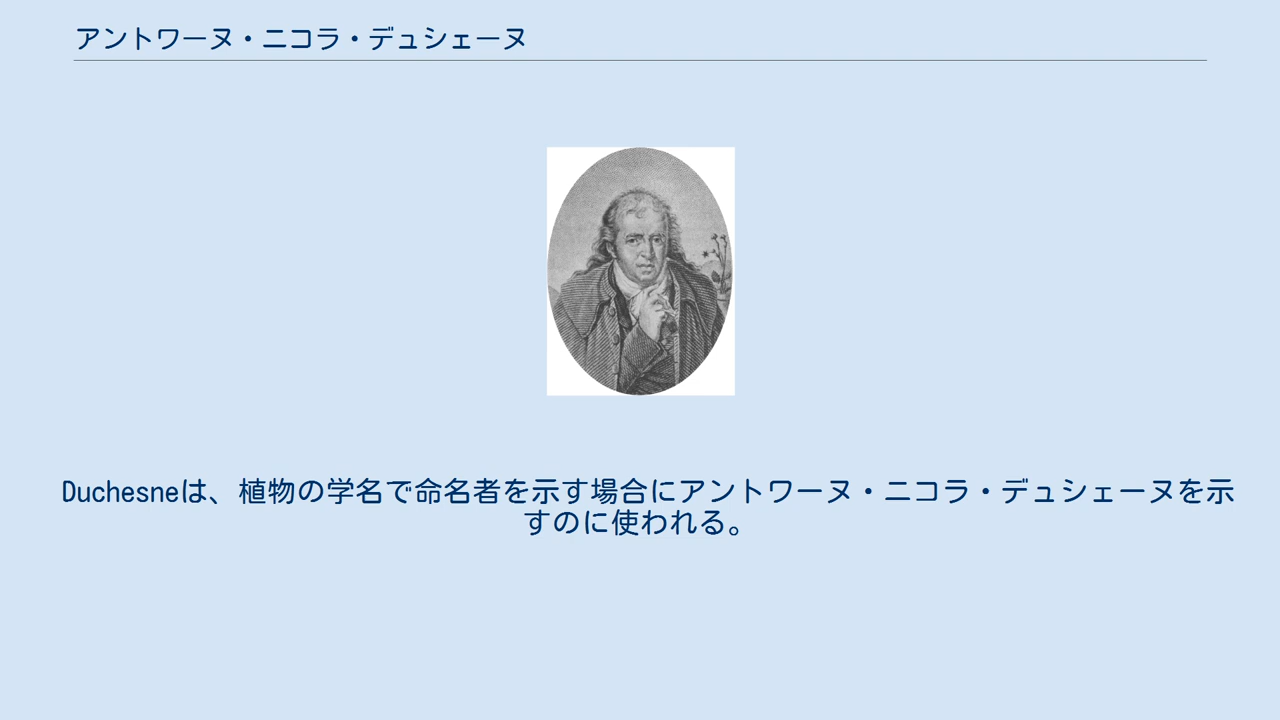 アントワーヌ・ニコラ・デュシェーヌ
Duchesneは、植物の学名で命名者を示す場合にアントワーヌ・ニコラ・デュシェーヌを示
すのに使われる。